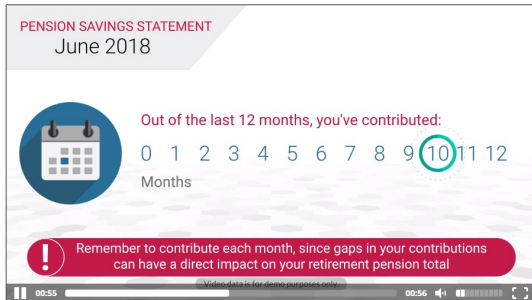 PENSION SAVINGS STATEMENT
June 2018
Out of the last 12 months, you've contributed:
0 1 2 3 4 5 6 7 8 9 10 11 12
Months
! Remember to contribute each month, since gaps in your contributions
can have a direct impact on your retirement pension total
Video data is for demo purposes only.
00:55 00:56